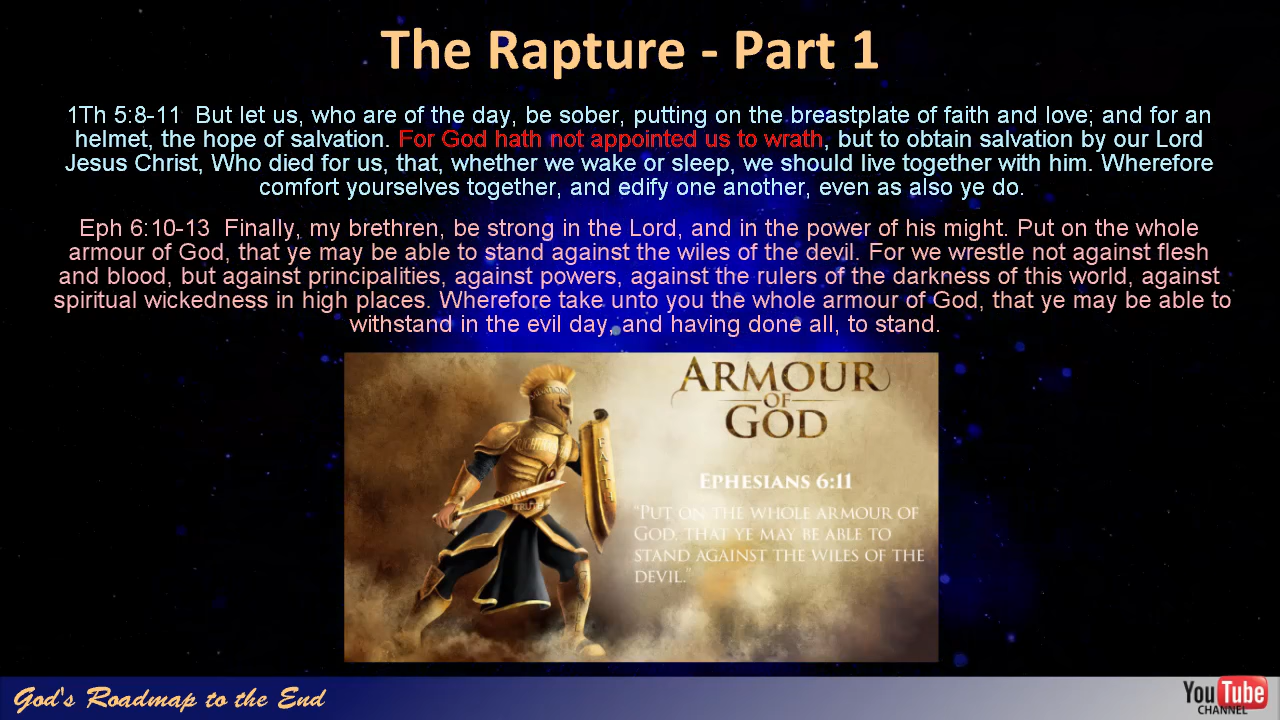 The Rapture - Part 1
1Th 5:8-11  But let us, who are of the day, be sober, putting on the breastplate of faith and love; and for an
helmet, the hope of salvation. For God hath not appointed us to wrath, but to obtain salvation by our Lord
Jesus Christ, Who died for us, that, whether we wake or sleep, we should live together with him. Wherefore
comfort yourselves together, and edify one another, even as also ye do.
Eph 6:10-13  Finally, my brethren, be strong in the Lord, and in the power of his might. Put on the whole
armour of God, that ye may be able to stand against the wiles of the devil. For we wrestle not against flesh
and blood, but against principalities, against powers, against the rulers of the darkness of this world, against
spiritual wickedness in high places. Wherefore take unto you the whole armour of God, that ye may be able to
withstand in the evil day, and having done all, to stand.
ARMOUR
OF
GOD
EPHESIANS 6:11
"PUT ON THE WHOLE ARMOUR OF
GOD, THAT YE MAY BE ABLE TO
STAND AGAINST THE WILES OF THE
DEVIL."
FAITH
SPIRIT
TRUTH
God's Roadmap to the End
YouTube
CHANNEL